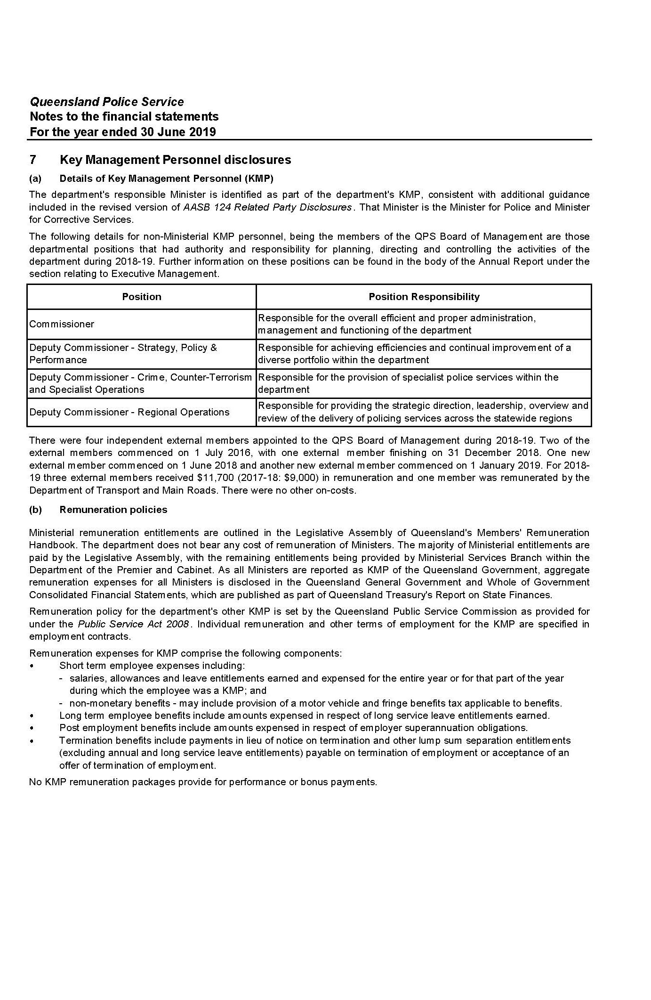 Queensland Police Service
Notes to the financial statements
For the year ended 30 June 2019
7 Key Management Personnel disclosures
(a) Details of Key Management Personnel (KMP)
The department's responsible Minister is identified as part of the department's KMP, consistent with additional guidance
included in the revised version of AASB 124 Related Party Disclosures. That Minister is the Minister for Police and Minister
for Corrective Services.
The following details for non-Ministerial KMP personnel, being the members of the QPS Board of Management are those
departmental positions that had authority and responsibility for planning, directing and controlling the activities of the
department during 2018-19. Further information on these positions can be found in the body of the Annual Report under the
section relating to Executive Management.
Position Position Responsibility
Commissioner
Responsible for the overall efficient and proper administration,
management and functioning of the department
Deputy Commissioner - Strategy, Policy &
Performance
Responsible for achieving efficiencies and continual improvement of a
diverse portfolio within the department
Deputy Commissioner - Crime, Counter-Terrorism
and Specialist Operations
Responsible for the provision of specialist police services within the
department
Deputy Commissioner - Regional Operations
Responsible for providing the strategic direction, leadership, overview and
review of the delivery of policing services across the statewide regions
There were four independent external members appointed to the QPS Board of Management during 2018-19. Two of the
external members commenced on 1 July 2016, with one external member finishing on 31 December 2018. One new
external member commenced on 1 June 2018 and another new external member commenced on 1 January 2019. For 2018-
19 three external members received $11,700 (2017-18: $9,000) in remuneration and one member was remunerated by the
Department of Transport and Main Roads. There were no other on-costs.
(b) Remuneration policies
Ministerial remuneration entitlements are outlined in the Legislative Assembly of Queensland's Members' Remuneration
Handbook. The department does not bear any cost of remuneration of Ministers. The majority of Ministerial entitlements are
paid by the Legislative Assembly, with the remaining entitlements being provided by Ministerial Services Branch within the
Department of the Premier and Cabinet. As all Ministers are reported as KMP of the Queensland Government, aggregate
remuneration expenses for all Ministers is disclosed in the Queensland General Government and Whole of Government
Consolidated Financial Statements, which are published as part of Queensland Treasury's Report on State Finances.
Remuneration policy for the department's other KMP is set by the Queensland Public Service Commission as provided for
under the Public Service Act 2008. Individual remuneration and other terms of employment for the KMP are specified in
employment contracts.
Remuneration expenses for KMP comprise the following components:
• Short term employee expenses including:
- salaries, allowances and leave entitlements earned and expensed for the entire year or for that part of the year
during which the employee was a KMP; and
- non-monetary benefits - may include provision of a motor vehicle and fringe benefits tax applicable to benefits.
• Long term employee benefits include amounts expensed in respect of long service leave entitlements earned.
• Post employment benefits include amounts expensed in respect of employer superannuation obligations.
• Termination benefits include payments in lieu of notice on termination and other lump sum separation entitlements
(excluding annual and long service leave entitlements) payable on termination of employment or acceptance of an
offer of termination of employment.
No KMP remuneration packages provide for performance or bonus payments.